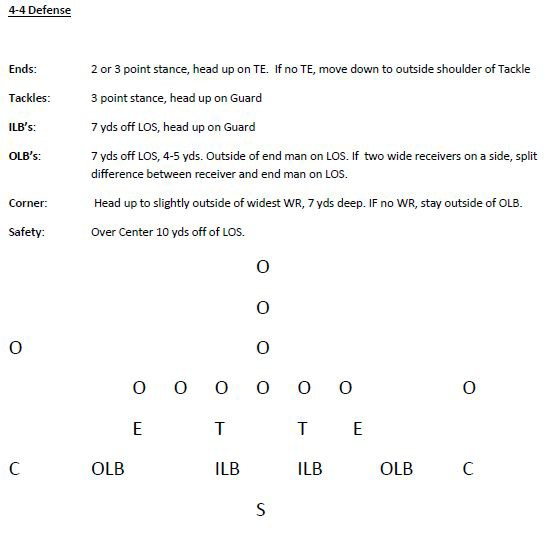 4-4 Defense
Ends: 2 or 3 point stance, head up on TE. If no TE, move down to outside shoulder of Tackle
Tackles: 3 point stance, head up on Guard
ILB's: 7 yds off LOS, head up on Guard
OLB's: 7 yds off LOS, 4-5 yds. Outside of end man on LOS. If two wide receivers on a side, split
difference between receiver and end man on LOS.
Corner: Head up to slightly outside of widest WR, 7 yds deep. IF no WR, stay outside of OLB.
Safety: Over Center 10 yds off of LOS.
O
O
O O
O O O O O O O
E T T E
C OLB ILB ILB OLB C
S